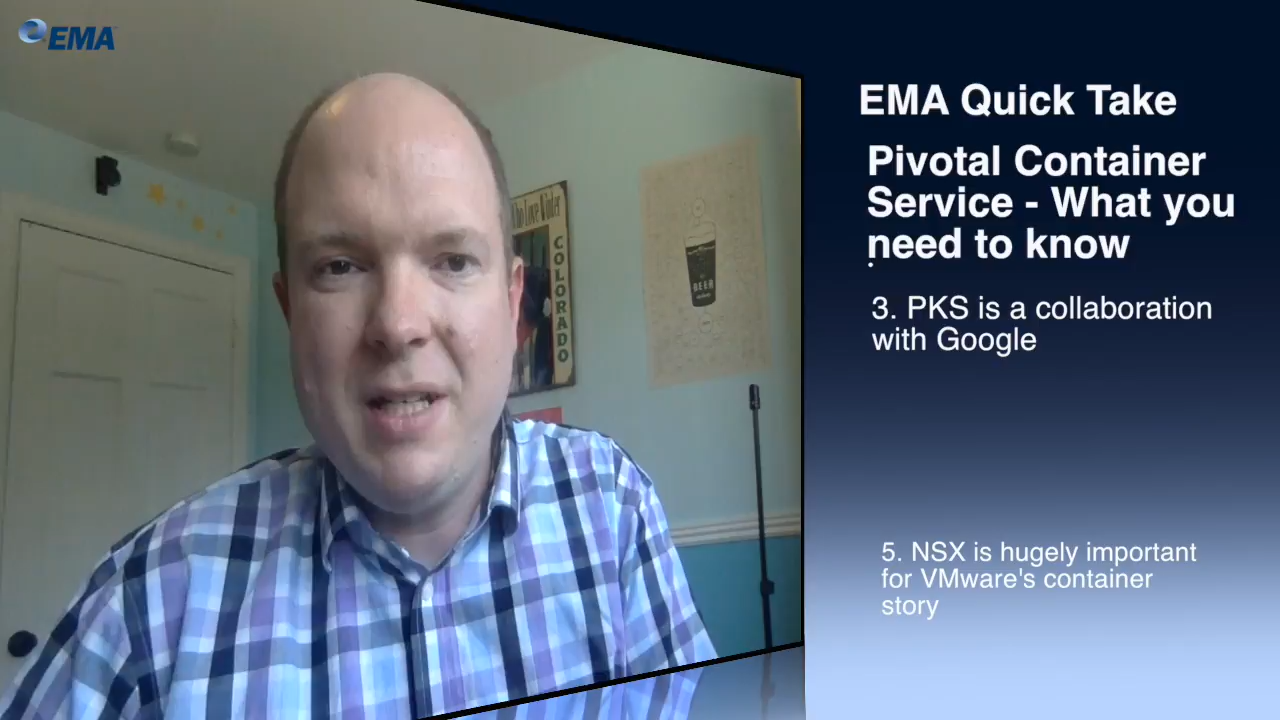 EMA
EMA Quick Take
Pivotal Container
Service - What you
need to know
3. PKS is a collaboration
with Google
5. NSX is hugely important
for VMware's container
story
COLORADO
BEER